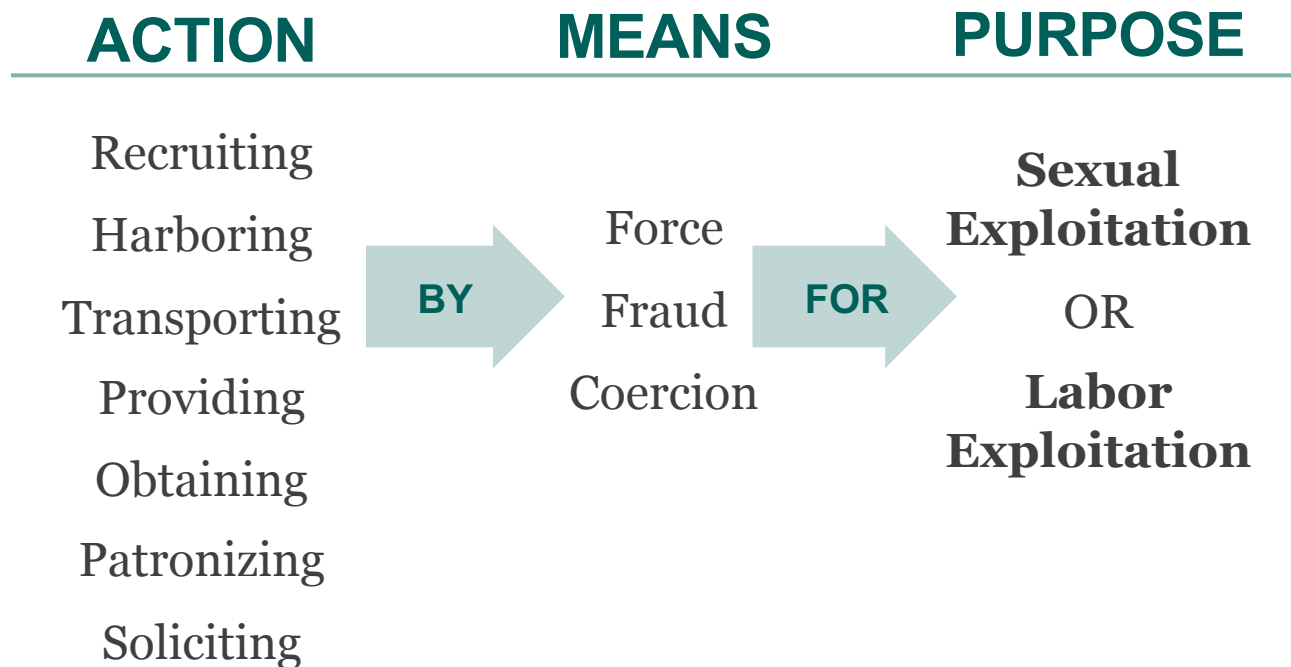 ACTION
MEANS
PURPOSE
Recruiting
Harboring
Transporting
Providing
Obtaining
Patronizing
Soliciting
BY
Force
Fraud
Coercion
FOR
Sexual
Exploitation
OR
Labor
Exploitation